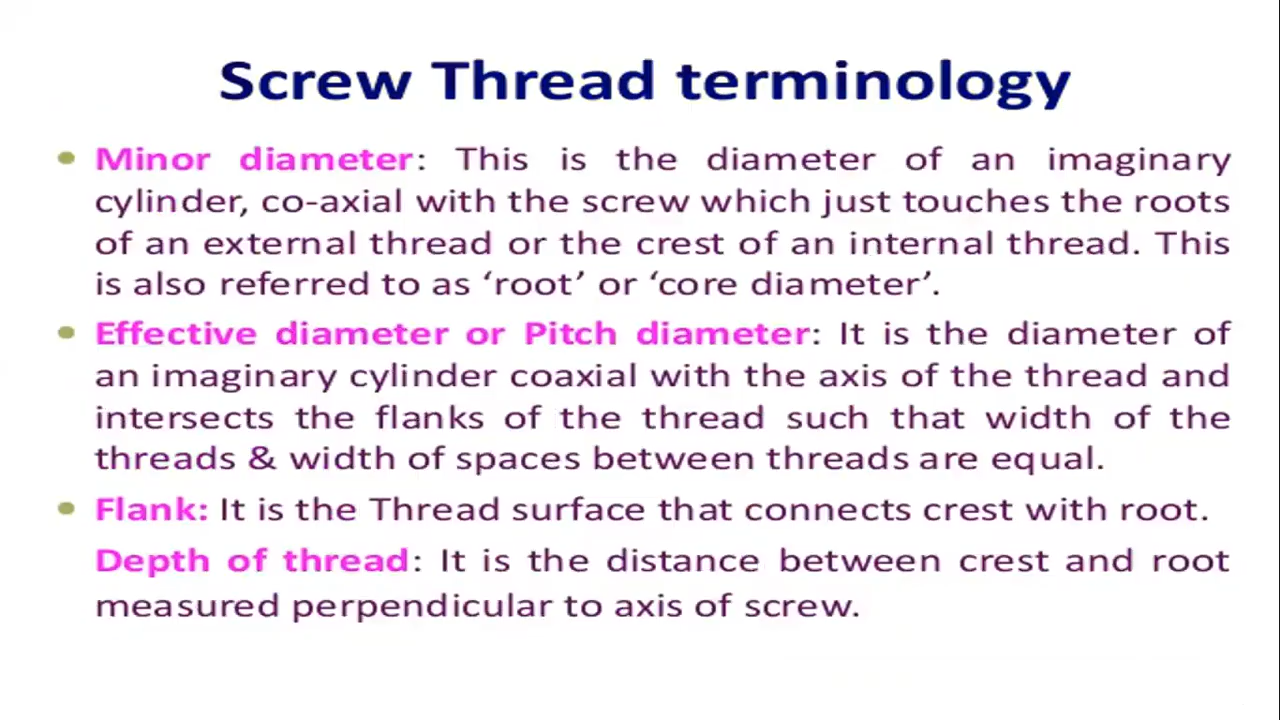 Screw Thread terminology
• Minor diameter: This is the diameter of an imaginary
cylinder, co-axial with the screw which just touches the roots
of an external thread or the crest of an internal thread. This
is also referred to as ‘root’ or ‘core diameter’.
• Effective diameter or Pitch diameter: It is the diameter of
an imaginary cylinder coaxial with the axis of the thread and
intersects the flanks of the thread such that width of the
threads & width of spaces between threads are equal.
• Flank: It is the Thread surface that connects crest with root.
Depth of thread: It is the distance between crest and root
measured perpendicular to axis of screw.